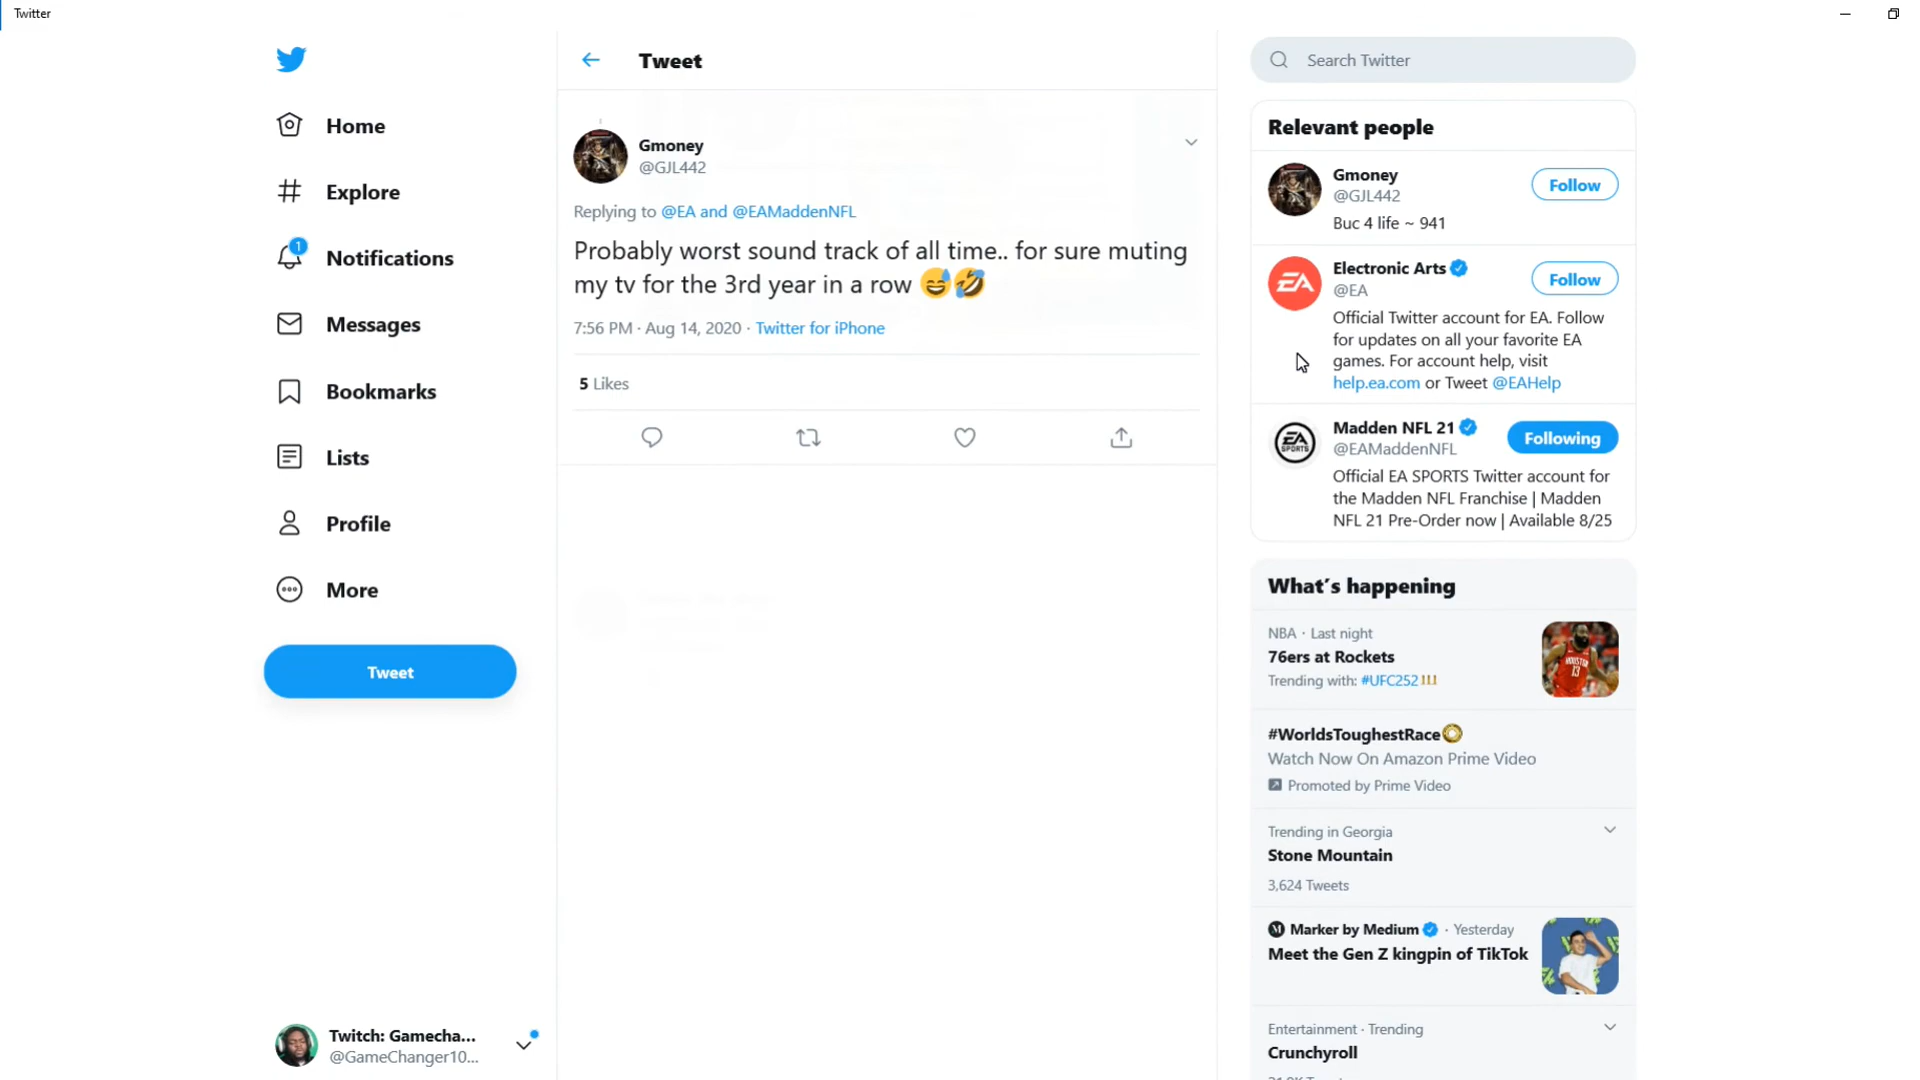 Twitter
Home
Explore
1
Notifications
Messages
Bookmarks
Lists
Profile
More
Tweet
Twitch: Gamecha...
@GameChanger10...
Tweet
Gmoney
@GJL442
Replying to @EA and @EAMaddenNFL
Probably worst sound track of all time.. for sure muting
my tv for the 3rd year in a row 😅🤣
7:56 PM · Aug 14, 2020 · Twitter for iPhone
5 Likes
Search Twitter
Relevant people
Gmoney
@GJL442
Follow
Buc 4 life ~ 941
EA
Electronic Arts
@EA
Follow
Official Twitter account for EA. Follow
for updates on all your favorite EA
games. For account help, visit
help.ea.com or Tweet @EAHelp
EA
SPORTS
Madden NFL 21
@EAMaddenNFL
Following
Official EA SPORTS Twitter account for
the Madden NFL Franchise | Madden
NFL 21 Pre-Order now | Available 8/25
What's happening
NBA · Last night
76ers at Rockets
Trending with: #UFC252
#WorldsToughestRace
Watch Now On Amazon Prime Video
Promoted by Prime Video
Trending in Georgia
Stone Mountain
3,624 Tweets
Marker by Medium · Yesterday
Meet the Gen Z kingpin of TikTok
Entertainment · Trending
Crunchyroll